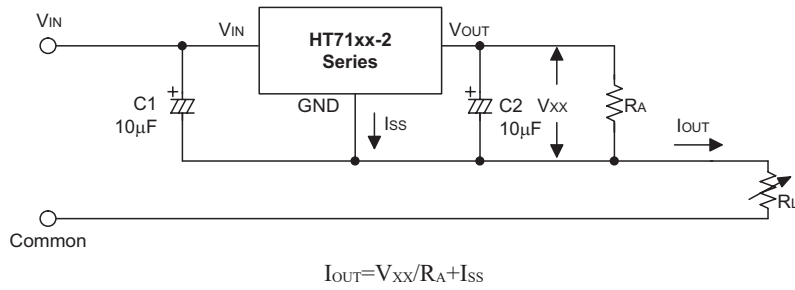 VIN
VIN
HT71xx-2
Series
VOUT
C1
10μF
GND
ISS
C2
10μF
VXX
RA
IOUT
RL
Common
IOUT=VXX/RA+ISS